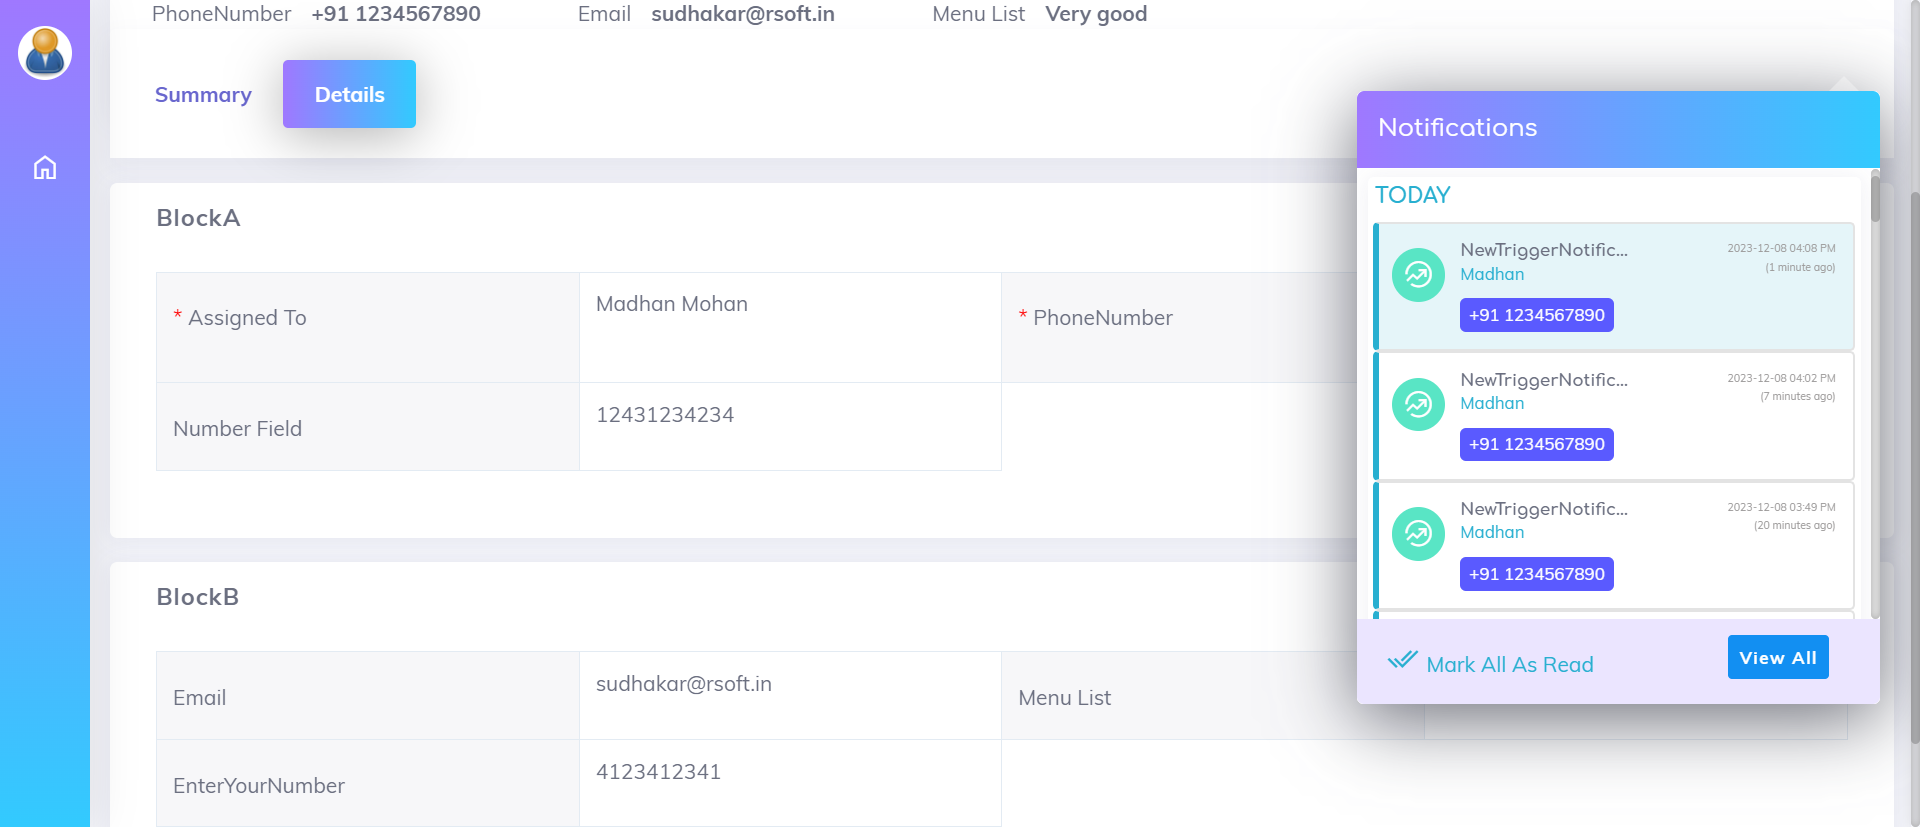 PhoneNumber +91 1234567890 Email sudhakar@rsoft.in Menu List Very good
Summary Details
BlockA
* Assigned To Madhan Mohan * PhoneNumber
Number Field 12431234234
BlockB
Email sudhakar@rsoft.in Menu List
EnterYourNumber 4123412341
Notifications
TODAY
NewTriggerNotific... 2023-12-08 04:08 PM
Madhan (1 minute ago)
+91 1234567890
NewTriggerNotific... 2023-12-08 04:02 PM
Madhan (7 minutes ago)
+91 1234567890
NewTriggerNotific... 2023-12-08 03:49 PM
Madhan (20 minutes ago)
+91 1234567890
Mark All As Read View All